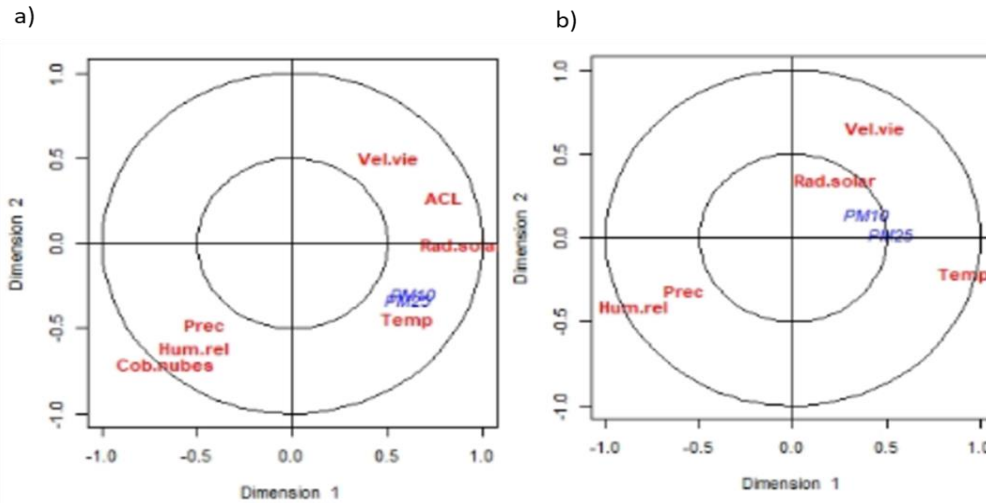 a)
1.0
0.5
0.0
-0.5
-1.0
Dimension 2
Vel.vie
ACL
Rad.sola
PM10
PM25
Temp
Prec
Hum.rel
Cob.nubes
-1.0 -0.5 0.0 0.5 1.0
Dimension 1
b)
1.0
0.5
0.0
-0.5
-1.0
Dimension 2
Vel.vie
Rad.solar
PM10
PM25
Temp
Prec
Hum.rel
-1.0 -0.5 0.0 0.5 1.0
Dimension 1